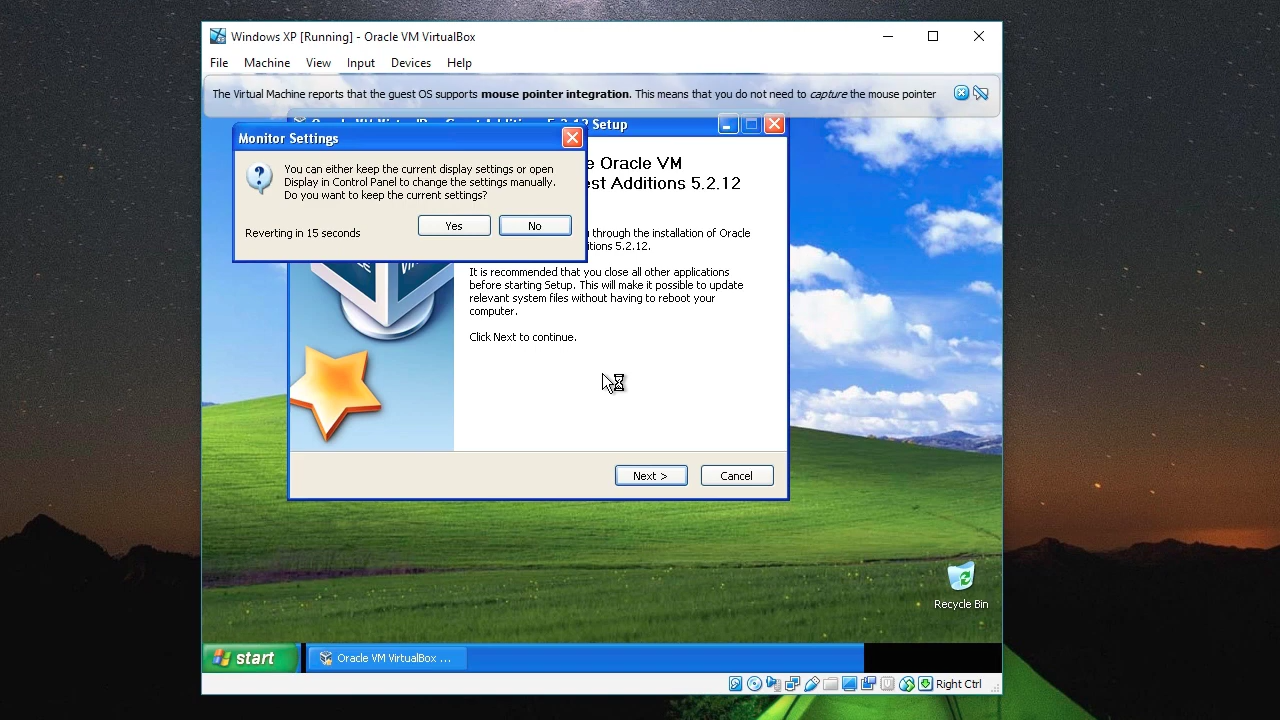 Windows XP [Running] - Oracle VM VirtualBox
File Machine View Input Devices Help
The Virtual Machine reports that the guest OS supports mouse pointer integration. This means that you do not need to capture the mouse pointer
Setup
Monitor Settings
You can either keep the current display settings or open
Display in Control Panel to change the settings manually.
Do you want to keep the current settings?
Reverting in 15 seconds
Yes
No
Oracle VM
Additions 5.2.12
through the installation of Oracle
5.2.12.
It is recommended that you close all other applications
before starting Setup. This will make it possible to update
relevant system files without having to reboot your
computer.
Click Next to continue.
Next >
Cancel
Recycle Bin
start
Oracle VM VirtualBox ...
Right Ctrl